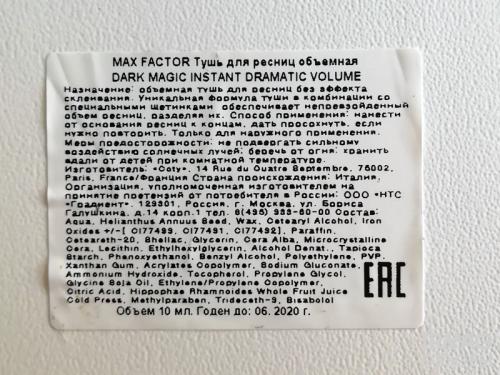 MAX FACTOR Тушь для ресниц объемная
DARK MAGIC INSTANT DRAMATIC VOLUME
Назначение: объемная тушь для ресниц без эффекта
склеивания. Уникальная формула туши в комбинации со
специальными щетинками обеспечивает непревзойденный
объем ресниц, разделяя их. Способ применения: нанести
от основания ресниц к концам, дать просохнуть, если
нужно повторить. Только для наружного применения.
Меры предосторожности: не подвергать сильному
воздействию солнечных лучей; беречь от огня; хранить
вдали от детей при комнатной температуре.
Изготовитель: «Coty», 14 Rue du Quatre Septembre, 75002,
Paris, France/Франция Страна происхождения: Италия.
Организация, уполномоченная изготовителем на
принятие претензий от потребителя в России: ООО «НТС
"Градиент", 123301, Россия, г. Москва, ул. Бориса
Галушкина, д.14 корп.1 тел. 8(495) Состав:
Aqua, Helianthus Annuus Seed, Wax, Cetearyl Alcohol, Iron
Oxides +/-[ CI77499, CI77491, CI77492], Paraffin,
Ceteareth-20, Shellac, Glycerin, Cera Alba, Microcrystalline
Cera, Lecithin, Ethylhexylglycerin, Alcohol Denat., Tapioca
Starch, Phenoxyethanol, Benzyl Alcohol, Polyethylene, PVP,
Xanthan Gum, Acrylates Copolymer, Sodium Gluconate,
Ammonium Hydroxide, Tocopherol, Propylene Glycol,
Glycine Soja Oil, Ethylene/Propylene Copolymer,
Citric Acid, Hippophae Rhamnoides Whole Fruit Juice
Cold Press, Methylparaben, Trideceth-9, Bisabolol
Объем 10 мл. Годен до: 06. 2020 г.
EAC